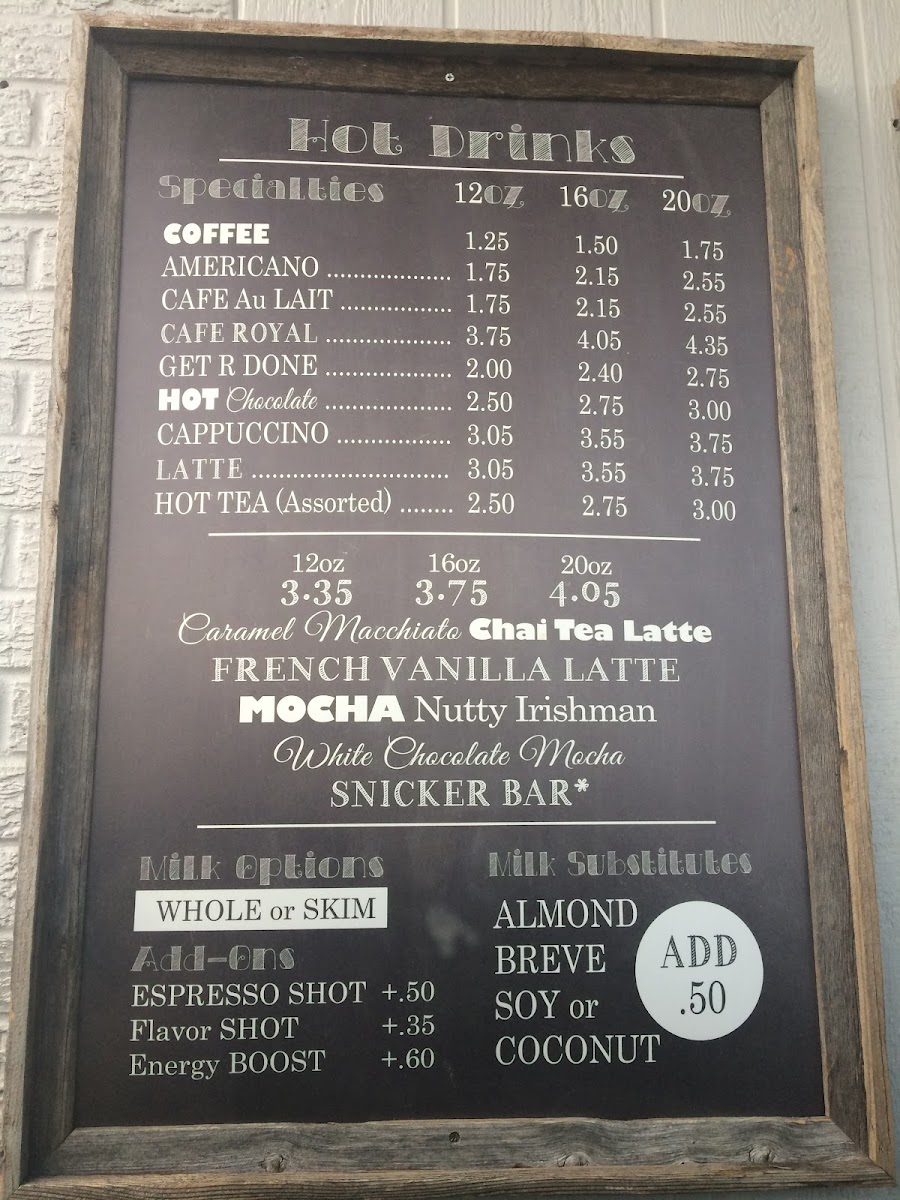 Hot Drinks
Specialties 12oz 16oz 20oz
COFFEE 1.25 1.50 1.75
AMERICANO ................... 1.75 2.15 2.55
CAFE Au LAIT ................. 1.75 2.15 2.55
CAFE ROYAL ................... 3.75 4.05 4.35
GET R DONE ................... 2.00 2.40 2.75
HOT Chocolate ................... 2.50 2.75 3.00
CAPPUCCINO ................. 3.05 3.55 3.75
LATTE .............................. 3.05 3.55 3.75
HOT TEA (Assorted) ........ 2.50 2.75 3.00
12oz 16oz 20oz
3.35 3.75 4.05
Caramel Macchiato Chai Tea Latte
FRENCH VANILLA LATTE
MOCHA Nutty Irishman
White Chocolate Mocha
SNICKER BAR*
Milk Options
WHOLE or SKIM
Add-Ons
ESPRESSO SHOT +.50
Flavor SHOT +.35
Energy BOOST +.60
Milk Substitutes
ALMOND
BREVE
SOY or
COCONUT
ADD
.50